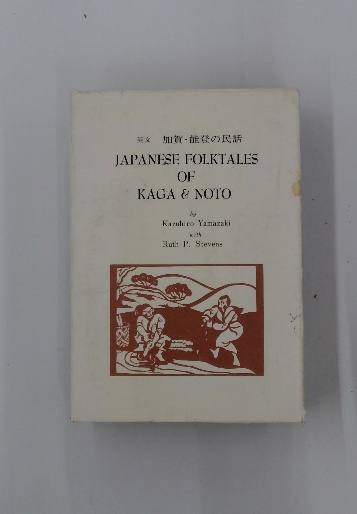 英文 加賀・能登の民話
JAPANESE FOLKTALES
OF
KAGA & NOTO
by
Kazuhiro Yamazaki
with
Ruth P. Stevens